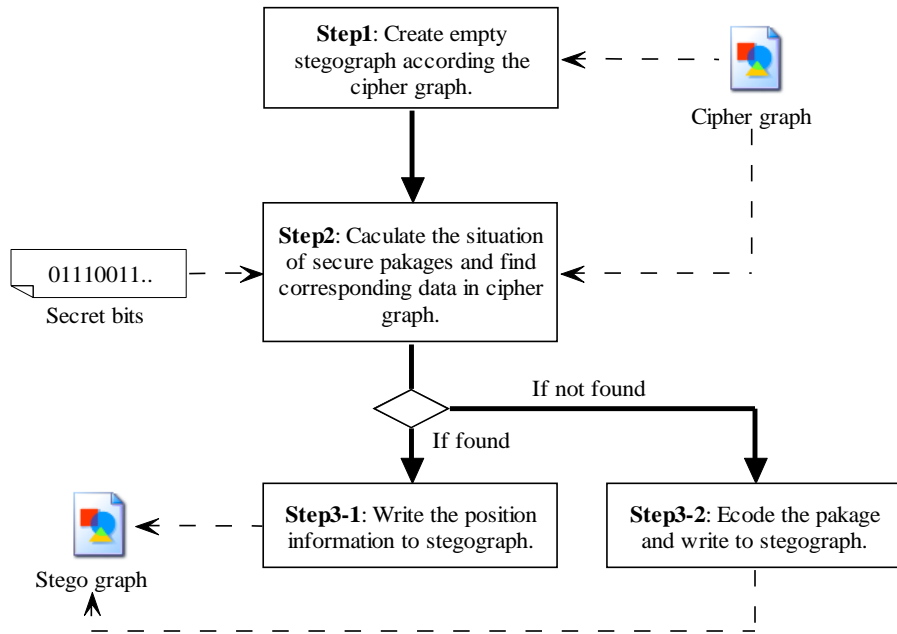 Step1: Create empty
stegograph according the
cipher graph.
Cipher graph
Step2: Caculate the situation
of secure pakages and find
corresponding data in cipher
graph.
01110011..
Secret bits
If not found
If found
Step3-1: Write the position
information to stegograph.
Step3-2: Ecode the pakage
and write to stegograph.
Stego graph